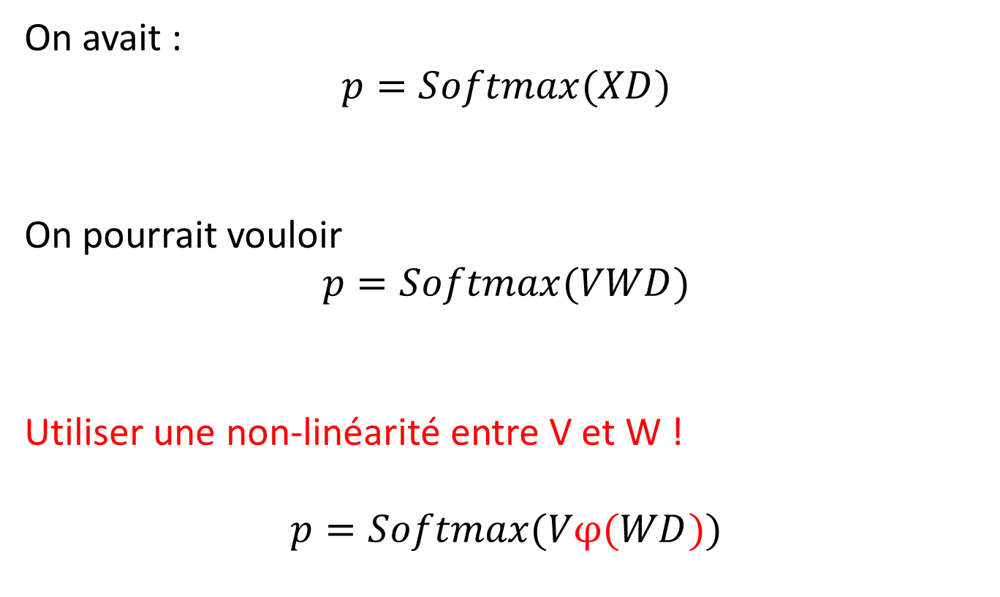 On avait :
p = Softmax(XD)
On pourrait vouloir
p = Softmax(VWD)
Utiliser une non-linéarité entre V et W !
p = Softmax(Vφ(WD))